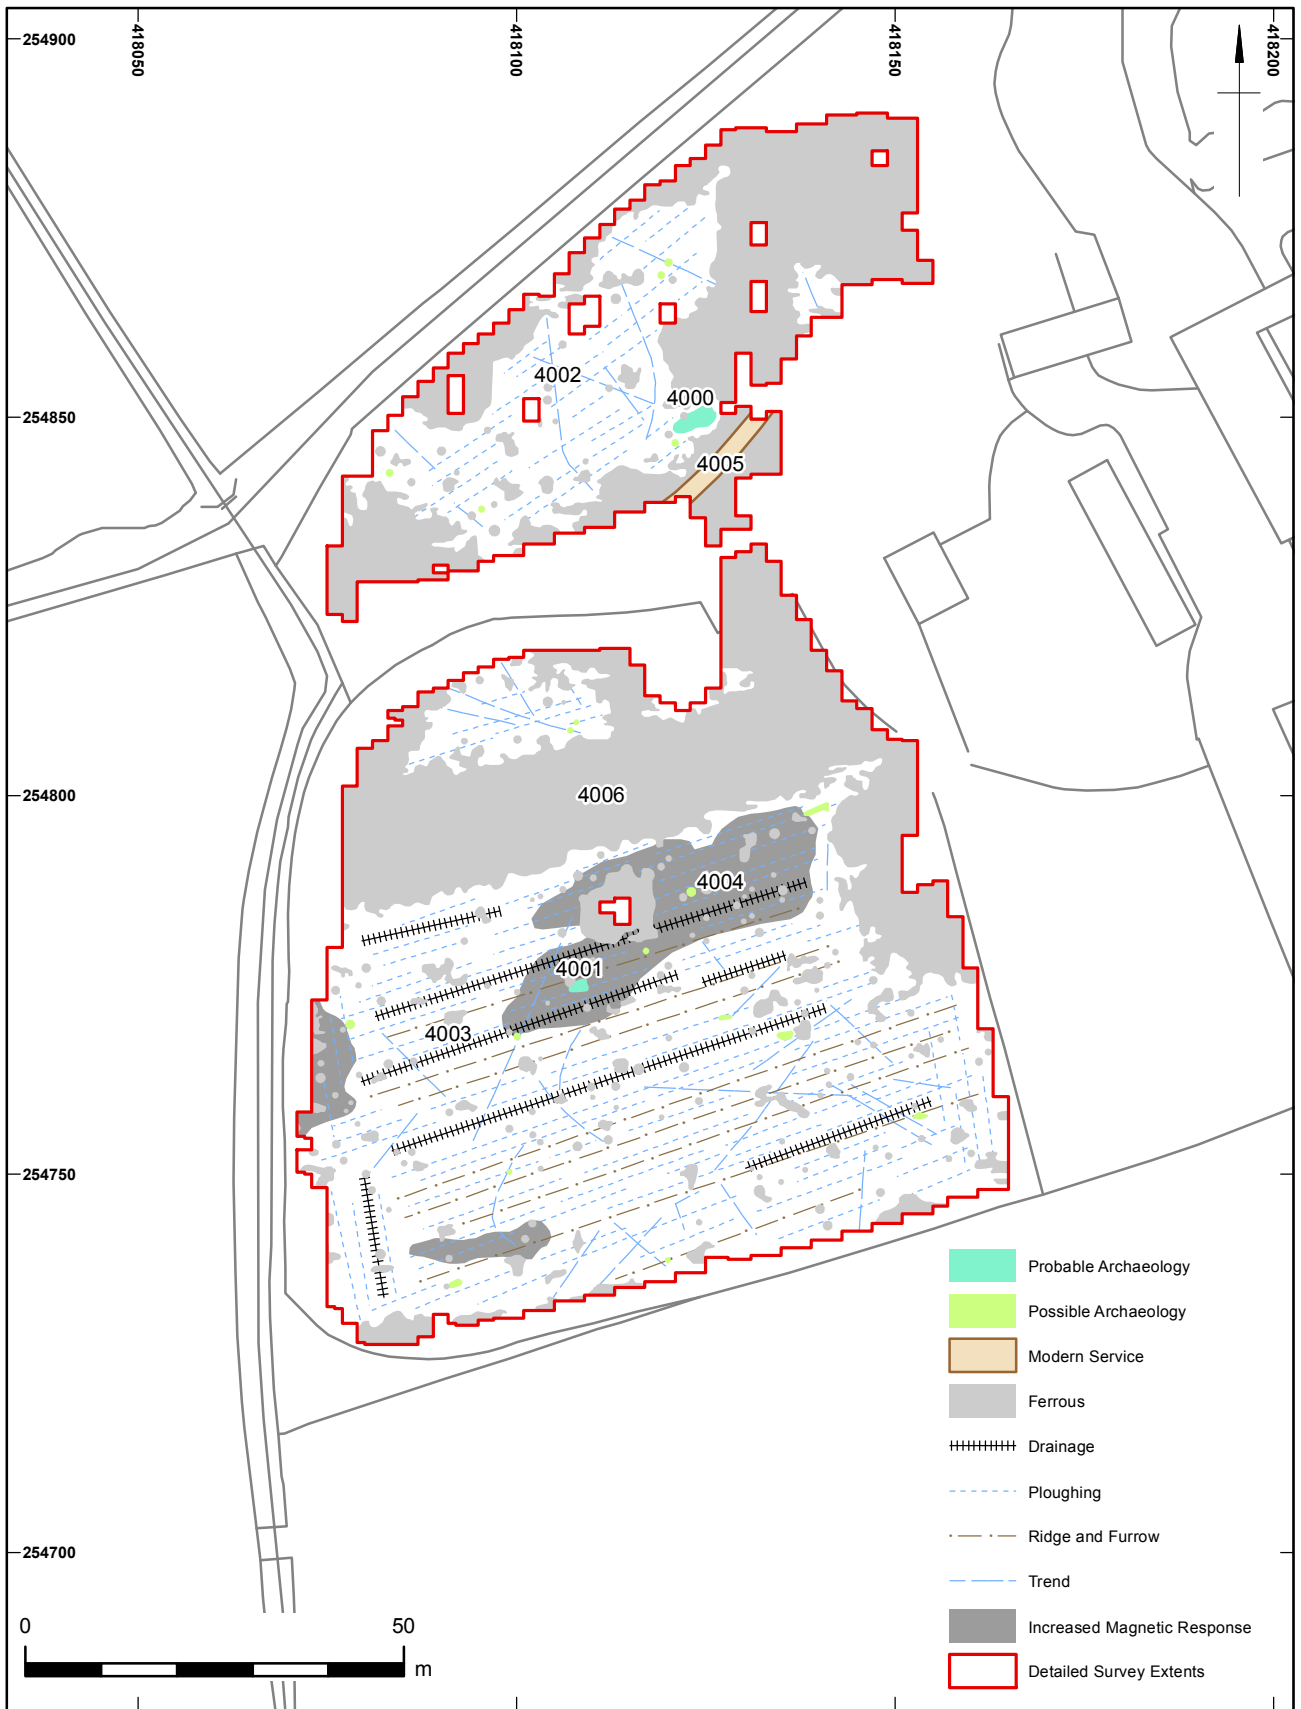 418050
418100
418150
418200
254900
254850
254800
254750
254700
4002
4000
4005
4006
4004
4001
4003
Probable Archaeology
Possible Archaeology
Modern Service
Ferrous
Drainage
Ploughing
Ridge and Furrow
Trend
Increased Magnetic Response
Detailed Survey Extents
0
50
m